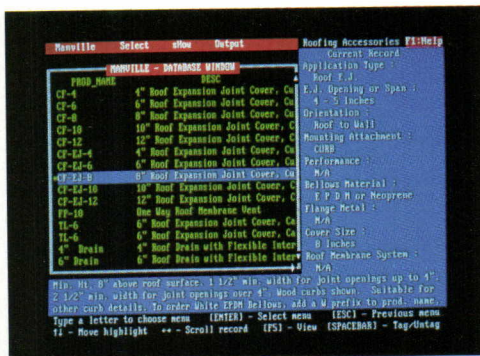 Manville Select sHow Output Roofing Accessories F1:Help
MANVILLE - DATABASE WINDOW
PROD_NAME DESC
CF-4 4" Roof Expansion Joint Cover, Cu
CF-6 6" Roof Expansion Joint Cover, Cu
CF-8 8" Roof Expansion Joint Cover, Cu
CF-10 10" Roof Expansion Joint Cover, C
CF-12 12" Roof Expansion Joint Cover, C
CF-EJ-4 4" Roof Expansion Joint Cover, Cu
CF-EJ-6 6" Roof Expansion Joint Cover, Cu
CF-EJ-8 8" Roof Expansion Joint Cover, Cu
CF-EJ-10 10" Roof Expansion Joint Cover, C
CF-EJ-12 12" Roof Expansion Joint Cover, C
FP-10 One Way Roof Membrane Vent
TL-6 6" Roof Expansion Joint Cover, Ca
TL-6 6" Roof Expansion Joint Cover, Ca
4" Drain 4" Roof Drain with Flexible Inter
6" Drain 6" Roof Drain with Flexible Inter
Current Record
Application Type :
Roof E.J.
E.J. Opening or Span :
4 - 5 Inches
Orientation :
Roof to Wall
Mounting Attachment :
CURB
Performance :
N/A
Bellows Material :
E P D M or Neoprene
Flange Metal :
N/A
Cover Size :
8 Inches
Roof Membrane System :
N/A
Min. Ht. 8" above roof surface. 1 1/2" min. width for joint openings up to 4".
2 1/2" min. width for joint openings over 4". Wood curbs shown. Suitable for
other curb details. To order White EPDM Bellows, add a W prefix to prod. name.
Type a letter to choose menu [ENTER] - Select menu [ESC] - Previous menu
↑↓ - Move highlight ↔ - Scroll record [F5] - View [SPACEBAR] - Tag/Untag